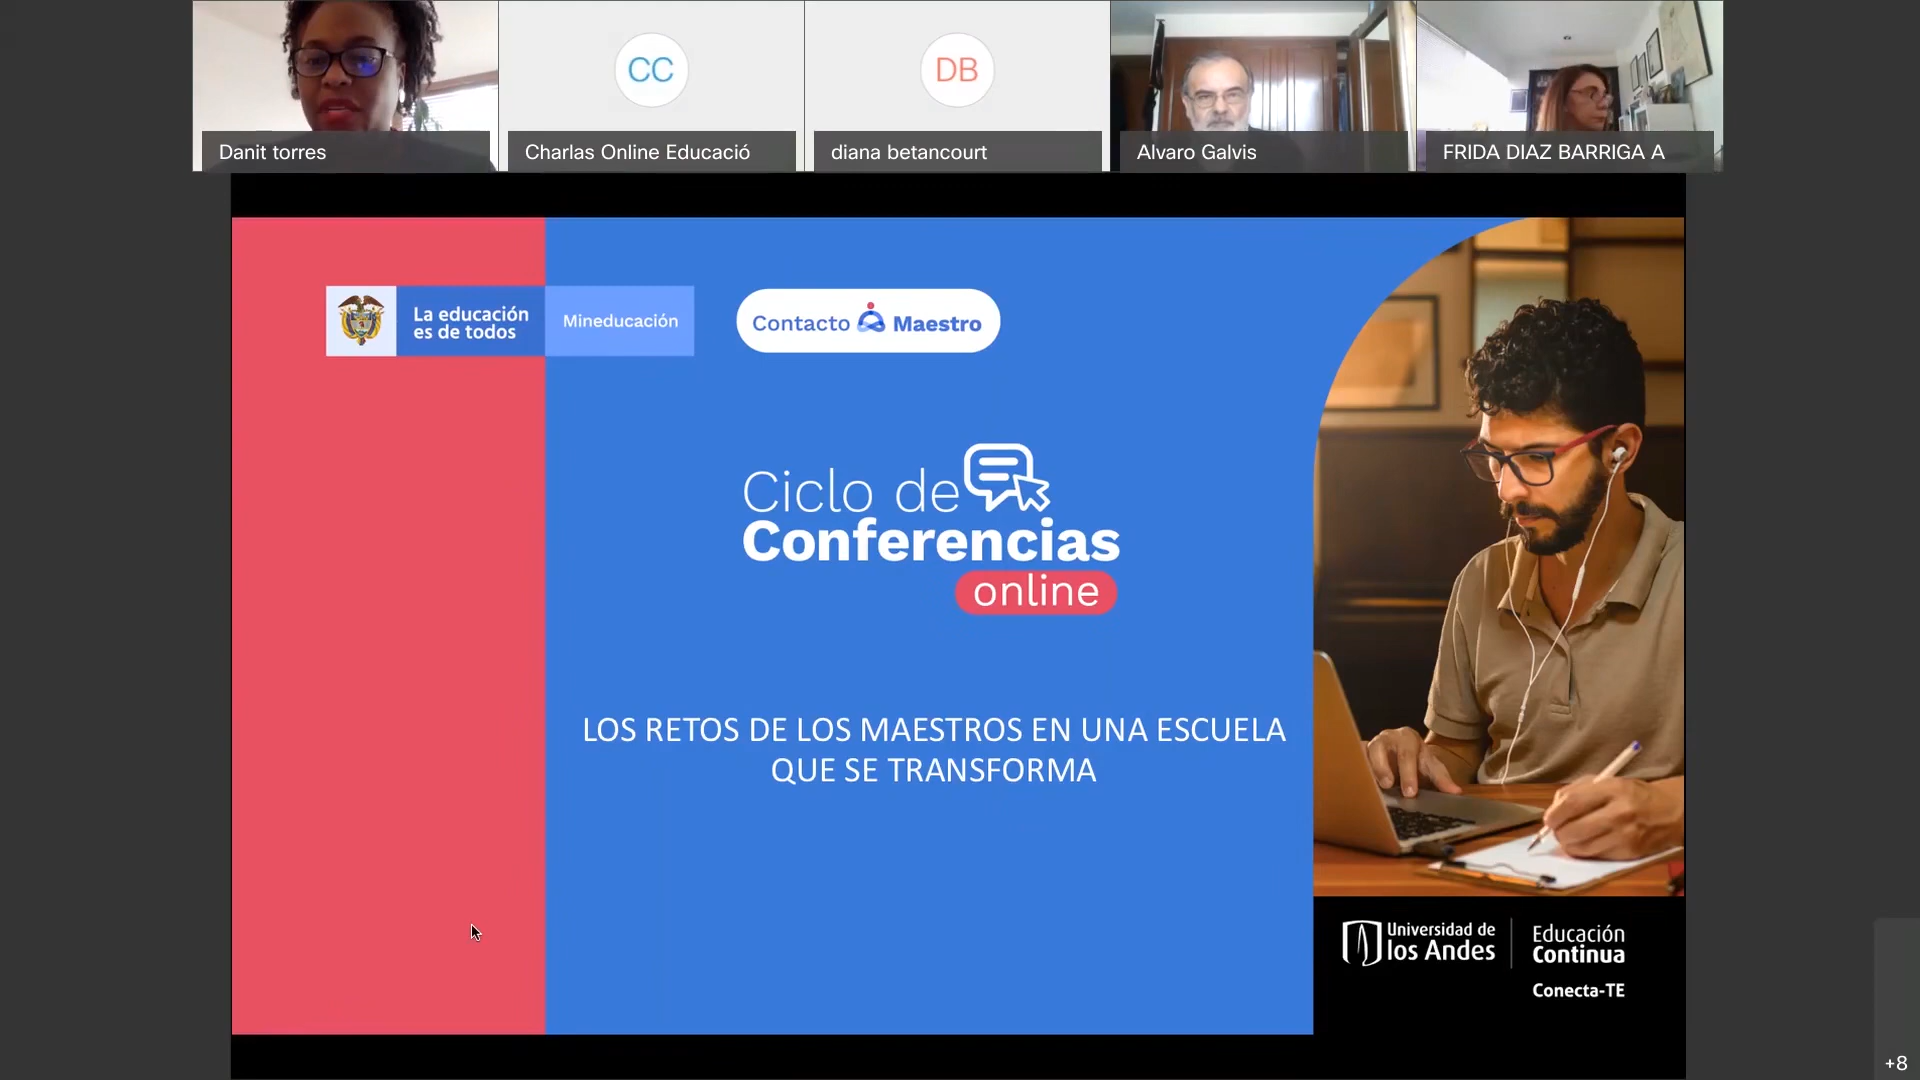 CC
DB
Danit torres
Charlas Online Educació
diana betancourt
Alvaro Galvis
FRIDA DIAZ BARRIGA A
La educación
es de todos
Mineducación
Contacto Maestro
Ciclo de
Conferencias
online
LOS RETOS DE LOS MAESTROS EN UNA ESCUELA
QUE SE TRANSFORMA
Universidad de
los Andes
Educación
Continua
Conecta-TE
+8